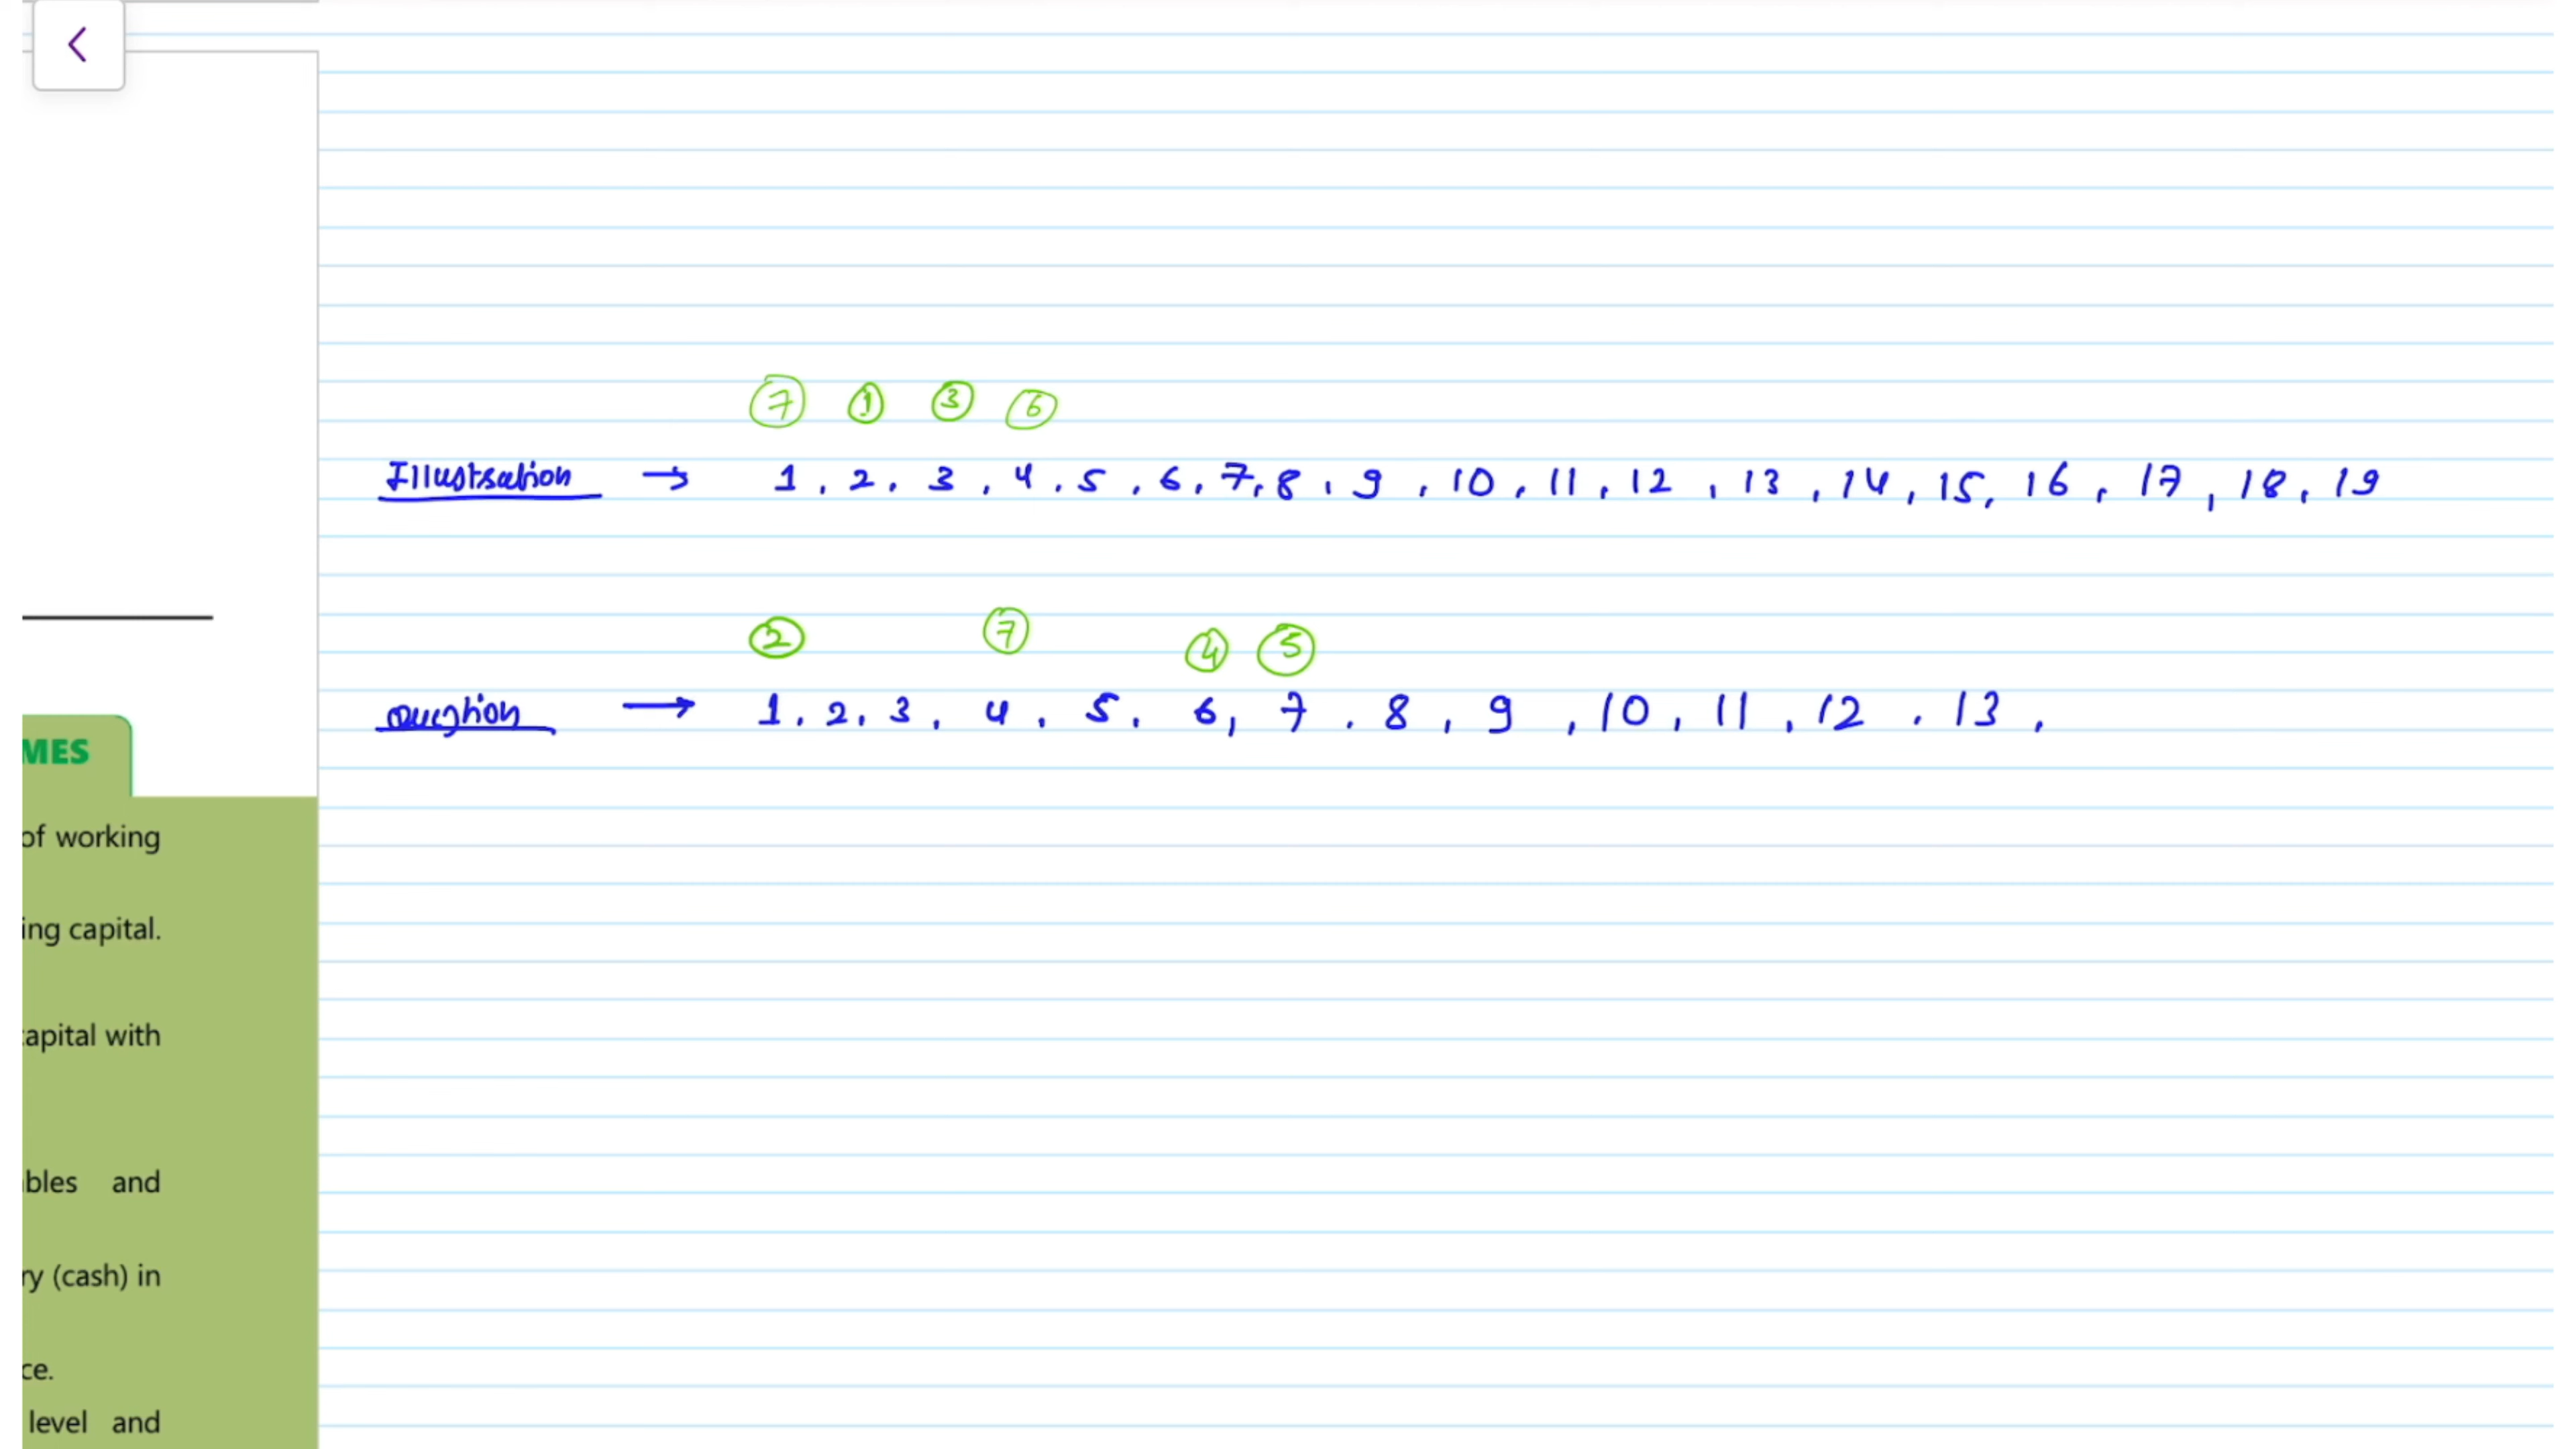 ⑦ ① ③ ⑥
Illustration → 1, 2, 3, 4, 5, 6, 7, 8, 9, 10, 11, 12, 13, 14, 15, 16, 17, 18, 19
② ⑦ ④ ⑤
Question → 1, 2, 3, 4, 5, 6, 7, 8, 9, 10, 11, 12, 13,
MES
of working
ing capital.
capital with
bles and
ry (cash) in
ce.
level and